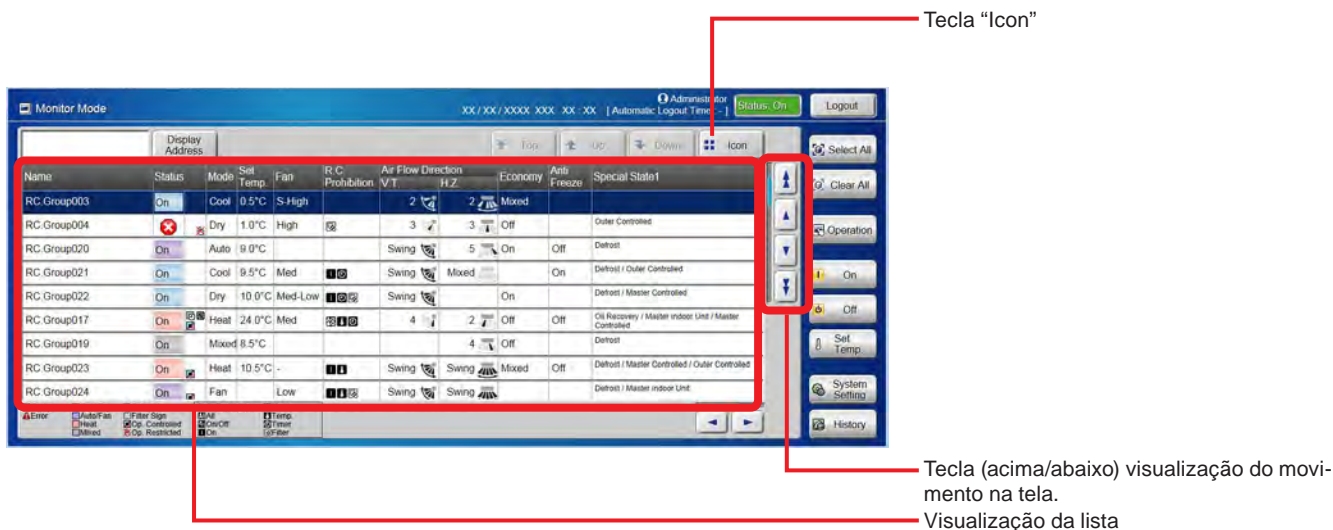 Tecla “Icon”
Monitor Mode
XX / XX / XXXX XXX XX : XX [ Automatic Logout Time: - ]
Administrator
Status: On
Logout
Display
Address
Top
Up
Down
Icon
Select All
Name Status Mode Set Temp. Fan R.C. Prohibition Air Flow Direction V.T. H.Z. Economy Anti Freeze Special State1
Clear All
RC.Group003 On Cool 0.5°C S-High 2 2 Mixed
RC.Group004 Dry 1.0°C High 3 3 Off Outer Controlled
Operation
RC.Group020 On Auto 9.0°C Swing 5 On Off Defrost
RC.Group021 On Cool 9.5°C Med Swing Mixed On Defrost / Outer Controlled
On
RC.Group022 On Dry 10.0°C Med-Low Swing On Defrost / Master Controlled
Off
RC.Group017 On Heat 24.0°C Med 4 2 Off Off Oil Recovery / Master Indoor Unit / Master
Controlled
RC.Group019 On Mixed 8.5°C 4 Off Defrost
Set
Temp.
RC.Group023 On Heat 10.5°C - Swing Swing Mixed Off Defrost / Master Controlled / Outer Controlled
RC.Group024 On Fan Low Swing Swing Defrost / Master Indoor Unit
System
Setting
Error Auto/Fan Filter Sign All Temp.
Heat Op. Controlled On/Off Timer
Mixed Op. Restricted On Filter
History
Tecla (acima/abaixo) visualização do movi-
mento na tela.
Visualização da lista